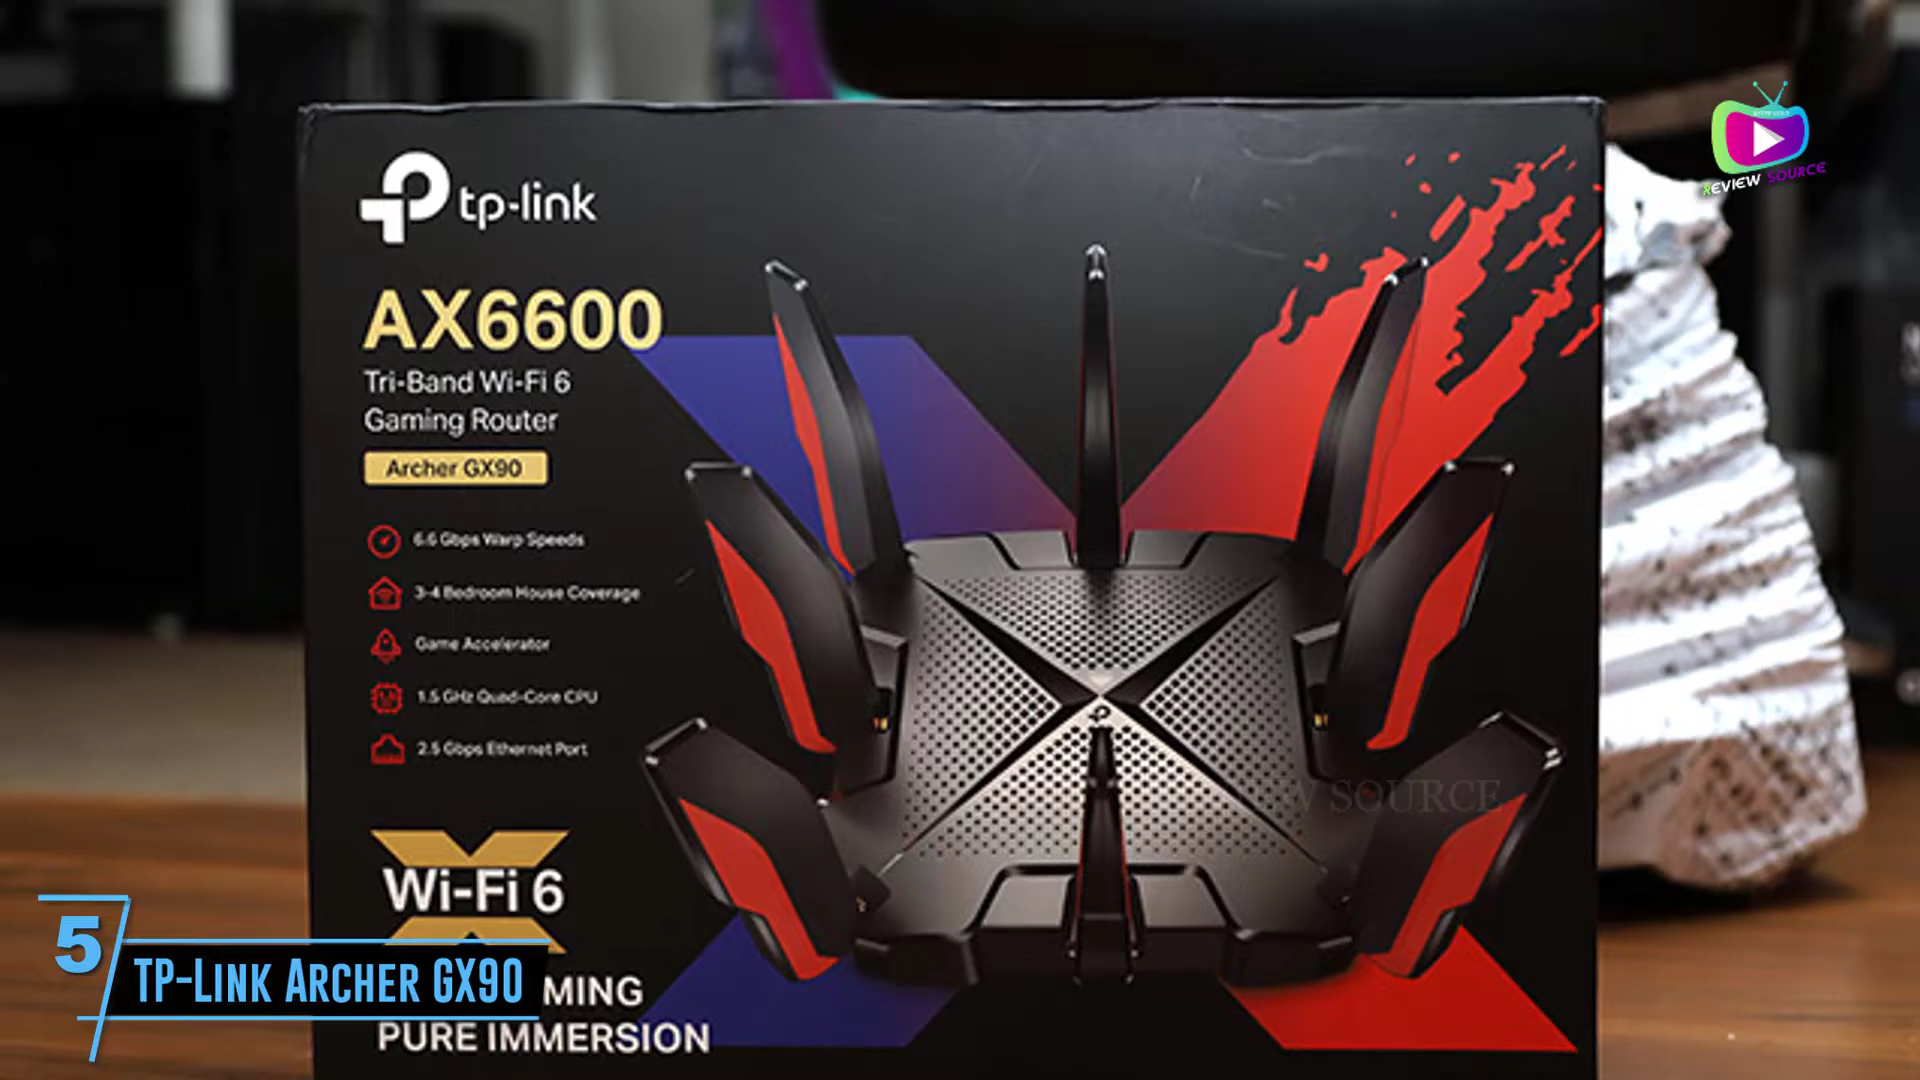 REVIEW SOURCE
tp-link
AX6600
Tri-Band Wi-Fi 6
Gaming Router
Archer GX90
6.6 Gbps Warp Speeds
3-4 Bedroom House Coverage
Game Accelerator
1.5 GHz Quad-Core CPU
2.5 Gbps Ethernet Port
W SOURCE
Wi-Fi 6
5
TP-Link Archer GX90
MING
PURE IMMERSION